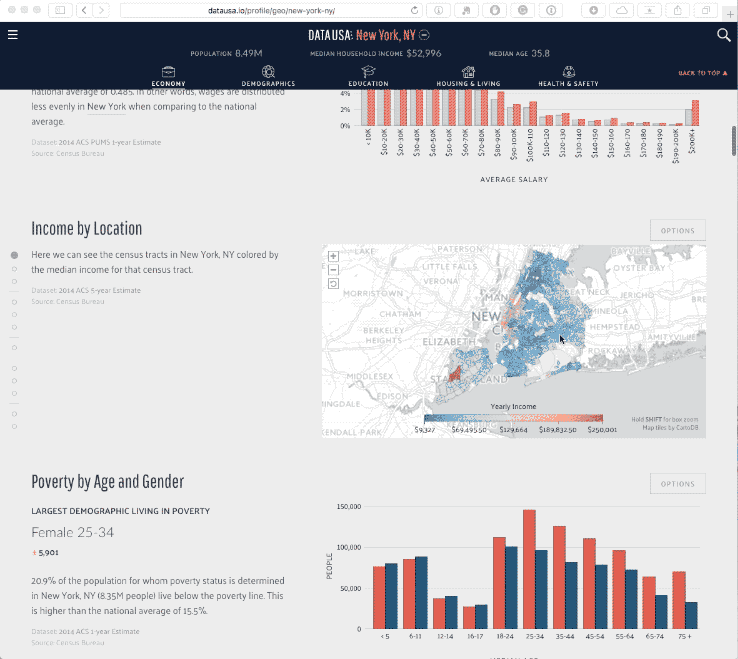 datausa.io/profile/geo/new-york-ny/
DATA USA: New York, NY
POPULATION 8.49M MEDIAN HOUSEHOLD INCOME $52,996 MEDIAN AGE 35.8
ECONOMY DEMOGRAPHICS EDUCATION HOUSING & LIVING HEALTH & SAFETY BACK TO TOP
national average of 0.485. In other words, wages are distributed
less evenly in New York when comparing to the national
average.
Dataset: 2014 ACS PUMS 1-year Estimate
Source: Census Bureau
4%
2%
0%
< 10K $10-20K $20-30K $30-40K $40-50K $50-60K $60-70K $70-80K $80-90K $90-100K $100K-110 $110-120 $120-130 $130-140 $140-150 $150-160 $160-170 $170-180 $180-190 $190-200K $200K+
AVERAGE SALARY
Income by Location
OPTIONS
Here we can see the census tracts in New York, NY colored by
the median income for that census tract.
Dataset: 2014 ACS 5-year Estimate
Source: Census Bureau
LAKE
PATERSON
BAYVILLE
LITTLE FALLS
OYSTER BAY
VERONA
MORRISTOWN
MAN
AT NECK
JERICHO
BRE
CHATHAM
NEW
MINEOLA
BERKELEY
HEIGHTS
HEMPSTEAD
ELIZABETH
AMITYVILLE
ROCKAWAY
MIDDLESEX
STA
LAND
EDISON
INGDALE
KENDALL PARK
Yearly Income
$9,327 $69,495.50 $129,664 $189,832.50 $250,001
Hold SHIFT for box zoom
Map tiles by CartoDB
Poverty by Age and Gender
OPTIONS
LARGEST DEMOGRAPHIC LIVING IN POVERTY
Female 25-34
± 5,901
20.9% of the population for whom poverty status is determined
in New York, NY (8.35M people) live below the poverty line. This
is higher than the national average of 15.5%.
Dataset: 2014 ACS 1-year Estimate
Source: Census Bureau
PEOPLE
150,000
100,000
50,000
0
< 5 6-11 12-14 16-17 18-24 25-34 35-44 45-54 55-64 65-74 75 +